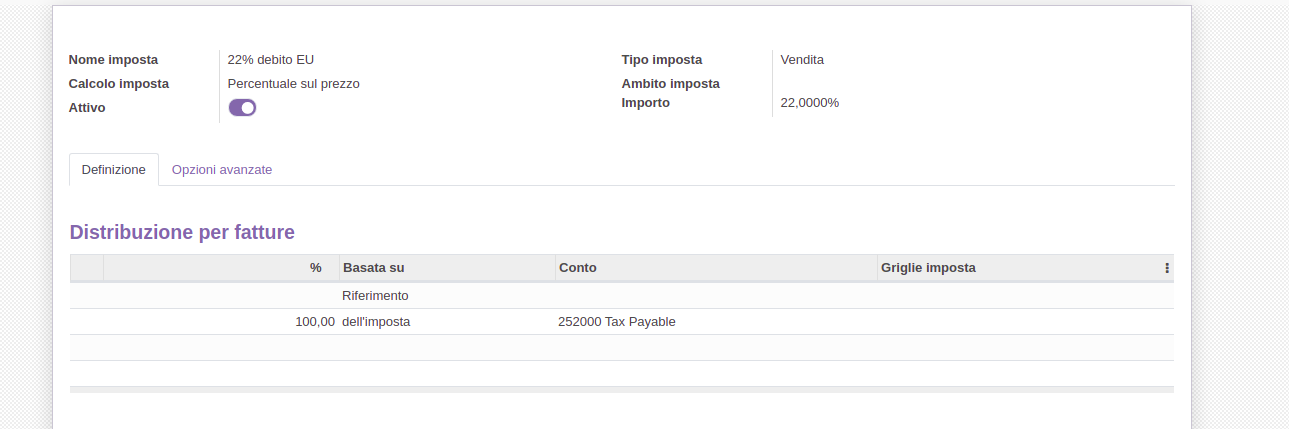 Nome imposta 22% debito EU Tipo imposta Vendita
Calcolo imposta Percentuale sul prezzo Ambito imposta
Attivo Importo 22,0000%
Definizione Opzioni avanzate
Distribuzione per fatture
% Basata su Conto Griglie imposta
Riferimento
100,00 dell'imposta 252000 Tax Payable